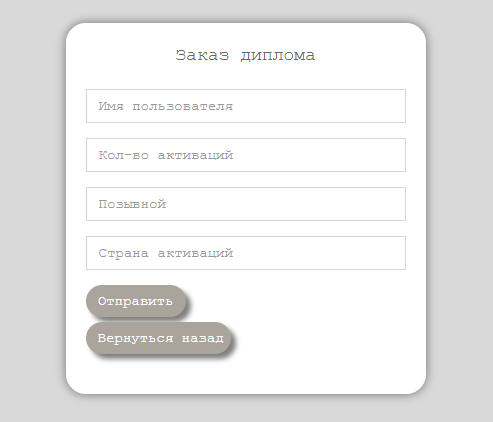 Заказ диплома
Имя пользователя
Кол-во активаций
Позывной
Страна активаций
Отправить
Вернуться назад